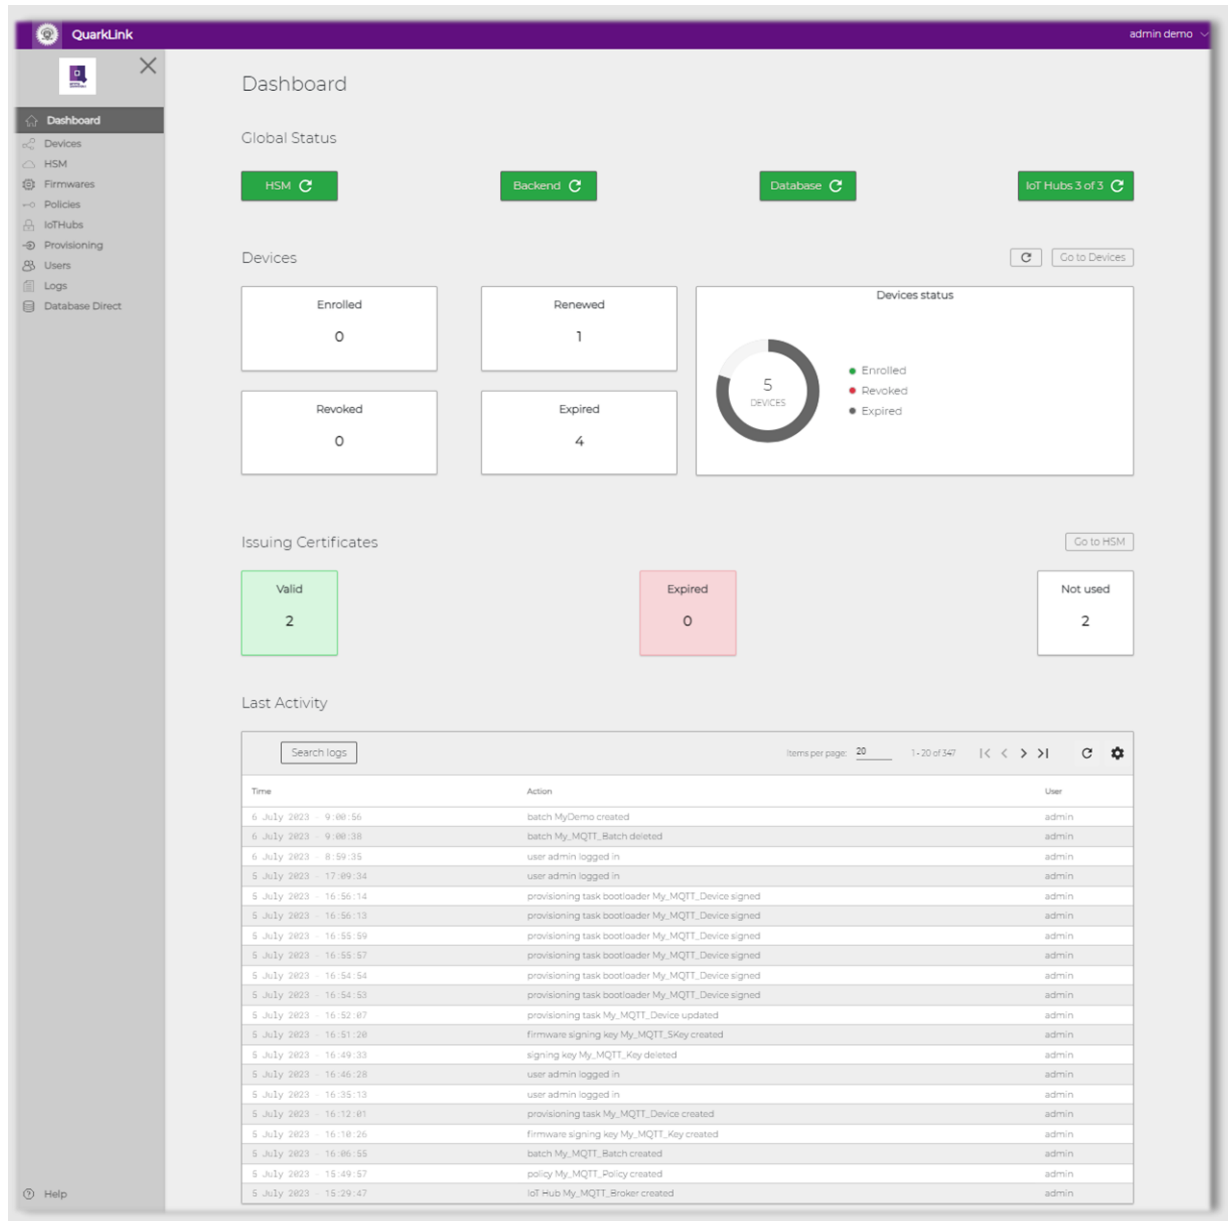 QuarkLink
admin demo
Dashboard
Devices
HSM
Firmwares
Policies
IoTHubs
Provisioning
Users
Logs
Database Direct
Help
Dashboard
Global Status
HSM
Backend
Database
IoT Hubs 3 of 3
Devices
Go to Devices
Enrolled
0
Renewed
1
Revoked
0
Expired
4
Devices status
5
DEVICES
Enrolled
Revoked
Expired
Issuing Certificates
Go to HSM
Valid
2
Expired
0
Not used
2
Last Activity
Search logs
Items per page: 20
1 - 20 of 347
Time Action User
6 July 2023 - 9:00:56 batch MyDemo created admin
6 July 2023 - 9:00:38 batch My_MQTT_Batch deleted admin
6 July 2023 - 8:59:35 user admin logged in admin
5 July 2023 - 17:09:34 user admin logged in admin
5 July 2023 - 16:56:14 provisioning task bootloader My_MQTT_Device signed admin
5 July 2023 - 16:56:13 provisioning task bootloader My_MQTT_Device signed admin
5 July 2023 - 16:55:59 provisioning task bootloader My_MQTT_Device signed admin
5 July 2023 - 16:55:57 provisioning task bootloader My_MQTT_Device signed admin
5 July 2023 - 16:54:54 provisioning task bootloader My_MQTT_Device signed admin
5 July 2023 - 16:54:53 provisioning task bootloader My_MQTT_Device signed admin
5 July 2023 - 16:52:07 provisioning task My_MQTT_Device updated admin
5 July 2023 - 16:51:20 firmware signing key My_MQTT_SKey created admin
5 July 2023 - 16:49:33 signing key My_MQTT_Key deleted admin
5 July 2023 - 16:46:28 user admin logged in admin
5 July 2023 - 16:35:13 user admin logged in admin
5 July 2023 - 16:12:01 provisioning task My_MQTT_Device created admin
5 July 2023 - 16:10:26 firmware signing key My_MQTT_Key created admin
5 July 2023 - 16:06:55 batch My_MQTT_Batch created admin
5 July 2023 - 15:49:57 policy My_MQTT_Policy created admin
5 July 2023 - 15:29:47 IoT Hub My_MQTT_Broker created admin